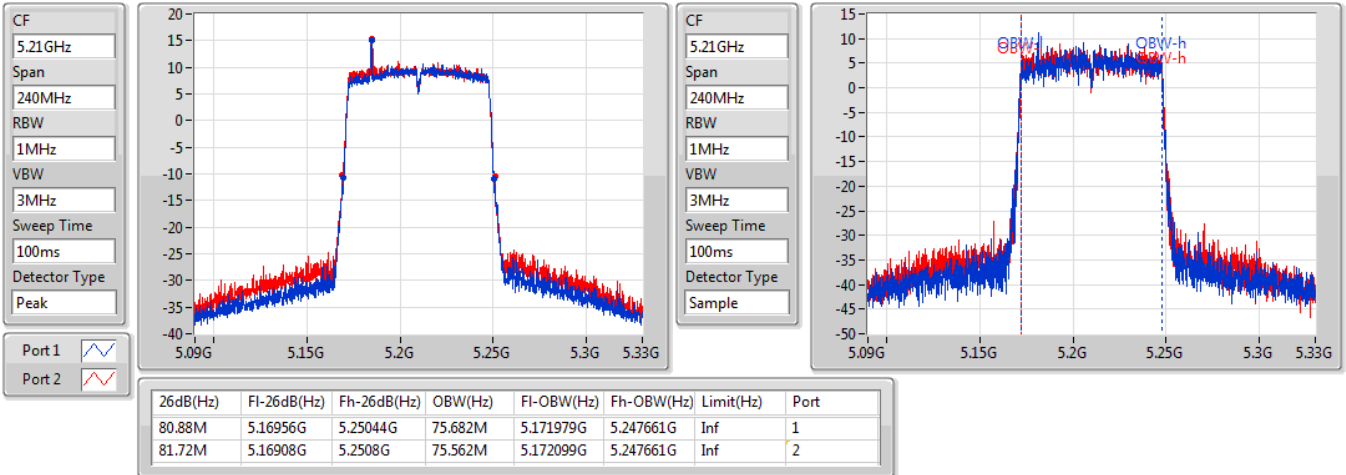 CF
5.21GHz
Span
240MHz
RBW
1MHz
VBW
3MHz
Sweep Time
100ms
Detector Type
Peak
Port 1
Port 2
20
15
10
5
0
-5
-10
-15
-20
-25
-30
-35
-40
5.09G 5.15G 5.2G 5.25G 5.3G 5.33G
CF
5.21GHz
Span
240MHz
RBW
1MHz
VBW
3MHz
Sweep Time
100ms
Detector Type
Sample
15
10
5
0
-5
-10
-15
-20
-25
-30
-35
-40
-45
-50
OBW-h
5.09G 5.15G 5.2G 5.25G 5.3G 5.33G
26dB(Hz) Fl-26dB(Hz) Fh-26dB(Hz) OBW(Hz) Fl-OBW(Hz) Fh-OBW(Hz) Limit(Hz) Port
80.88M 5.16956G 5.25044G 75.682M 5.171979G 5.247661G Inf 1
81.72M 5.16908G 5.2508G 75.562M 5.172099G 5.247661G Inf 2